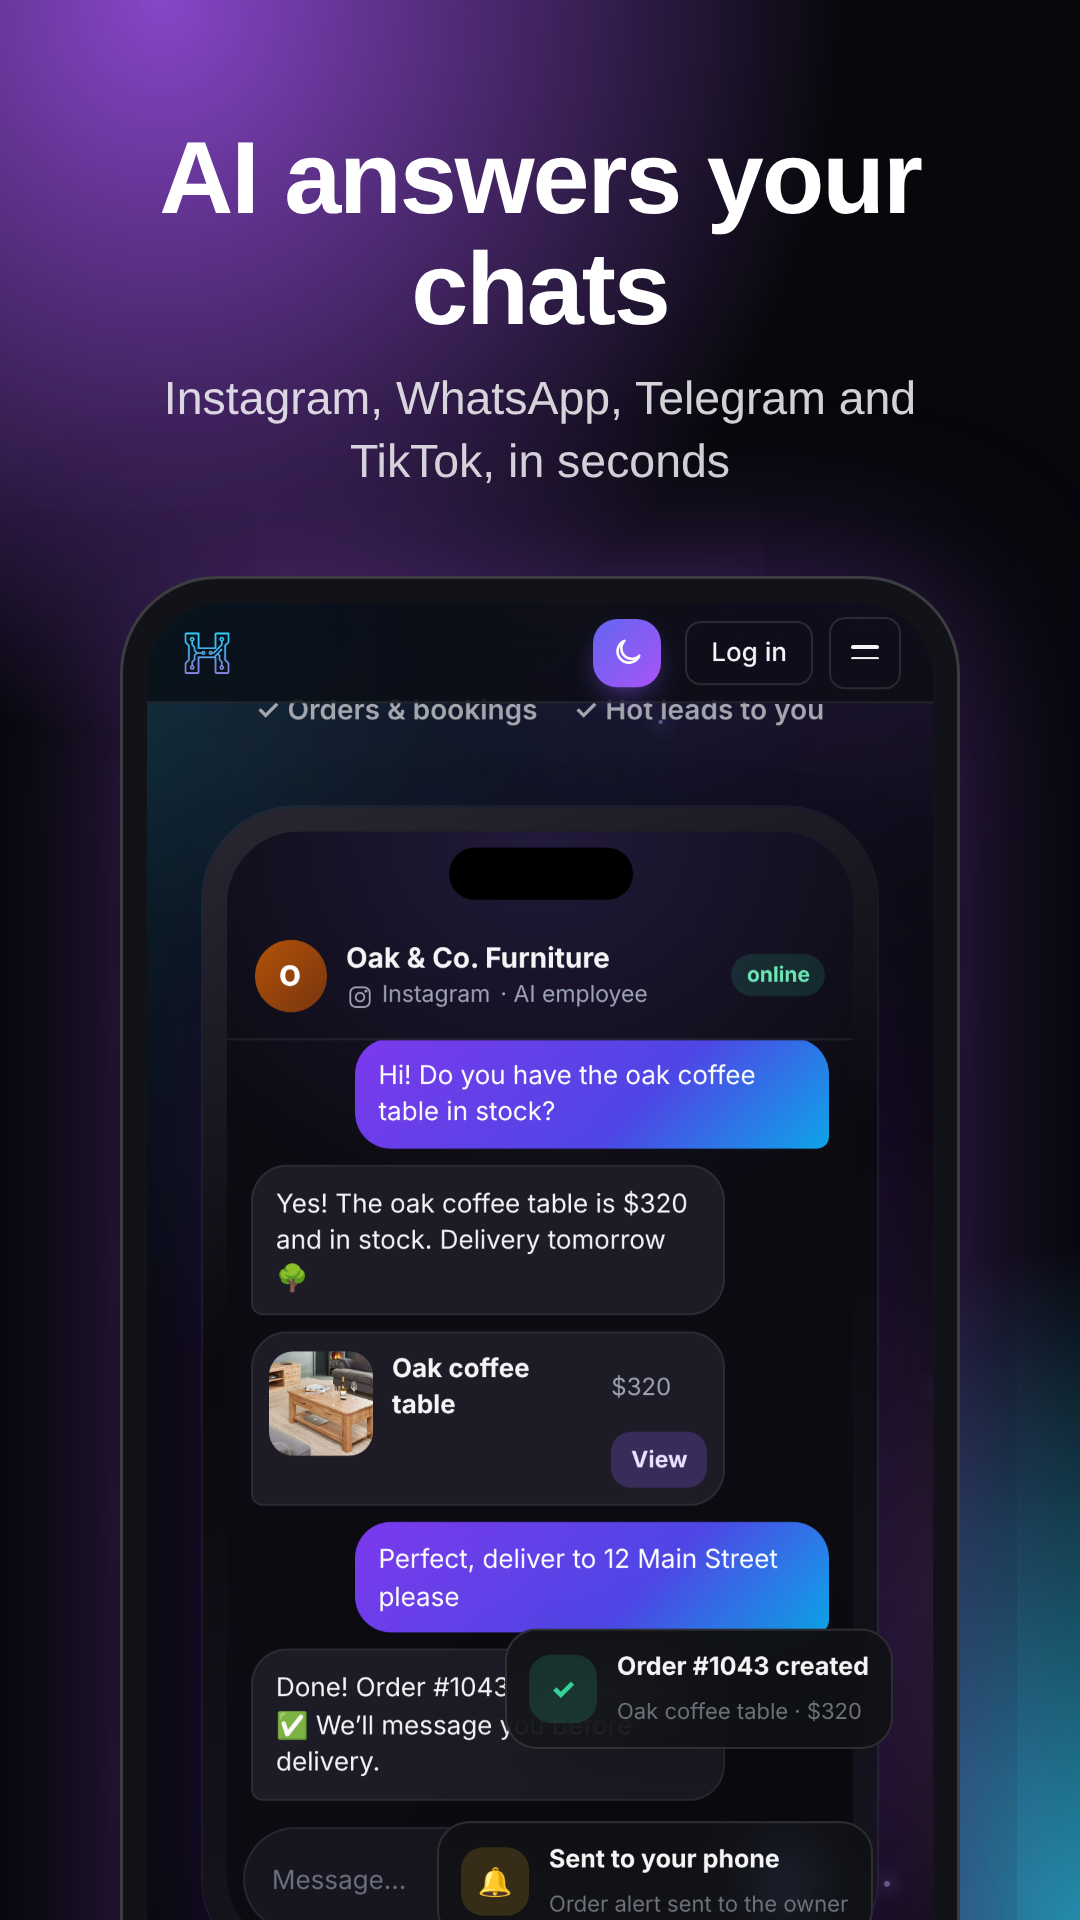 AI answers your
chats
Instagram, WhatsApp, Telegram and
TikTok, in seconds
Log in
✓ Orders & bookings ✓ Hot leads to you
O
Oak & Co. Furniture
Instagram · AI employee
online
Hi! Do you have the oak coffee
table in stock?
Yes! The oak coffee table is $320
and in stock. Delivery tomorrow
🌳
Oak coffee
table
$320
View
Perfect, deliver to 12 Main Street
please
Done! Order #1043
✅ We’ll message you before
delivery.
Order #1043 created
Oak coffee table · $320
Message...
Sent to your phone
Order alert sent to the owner